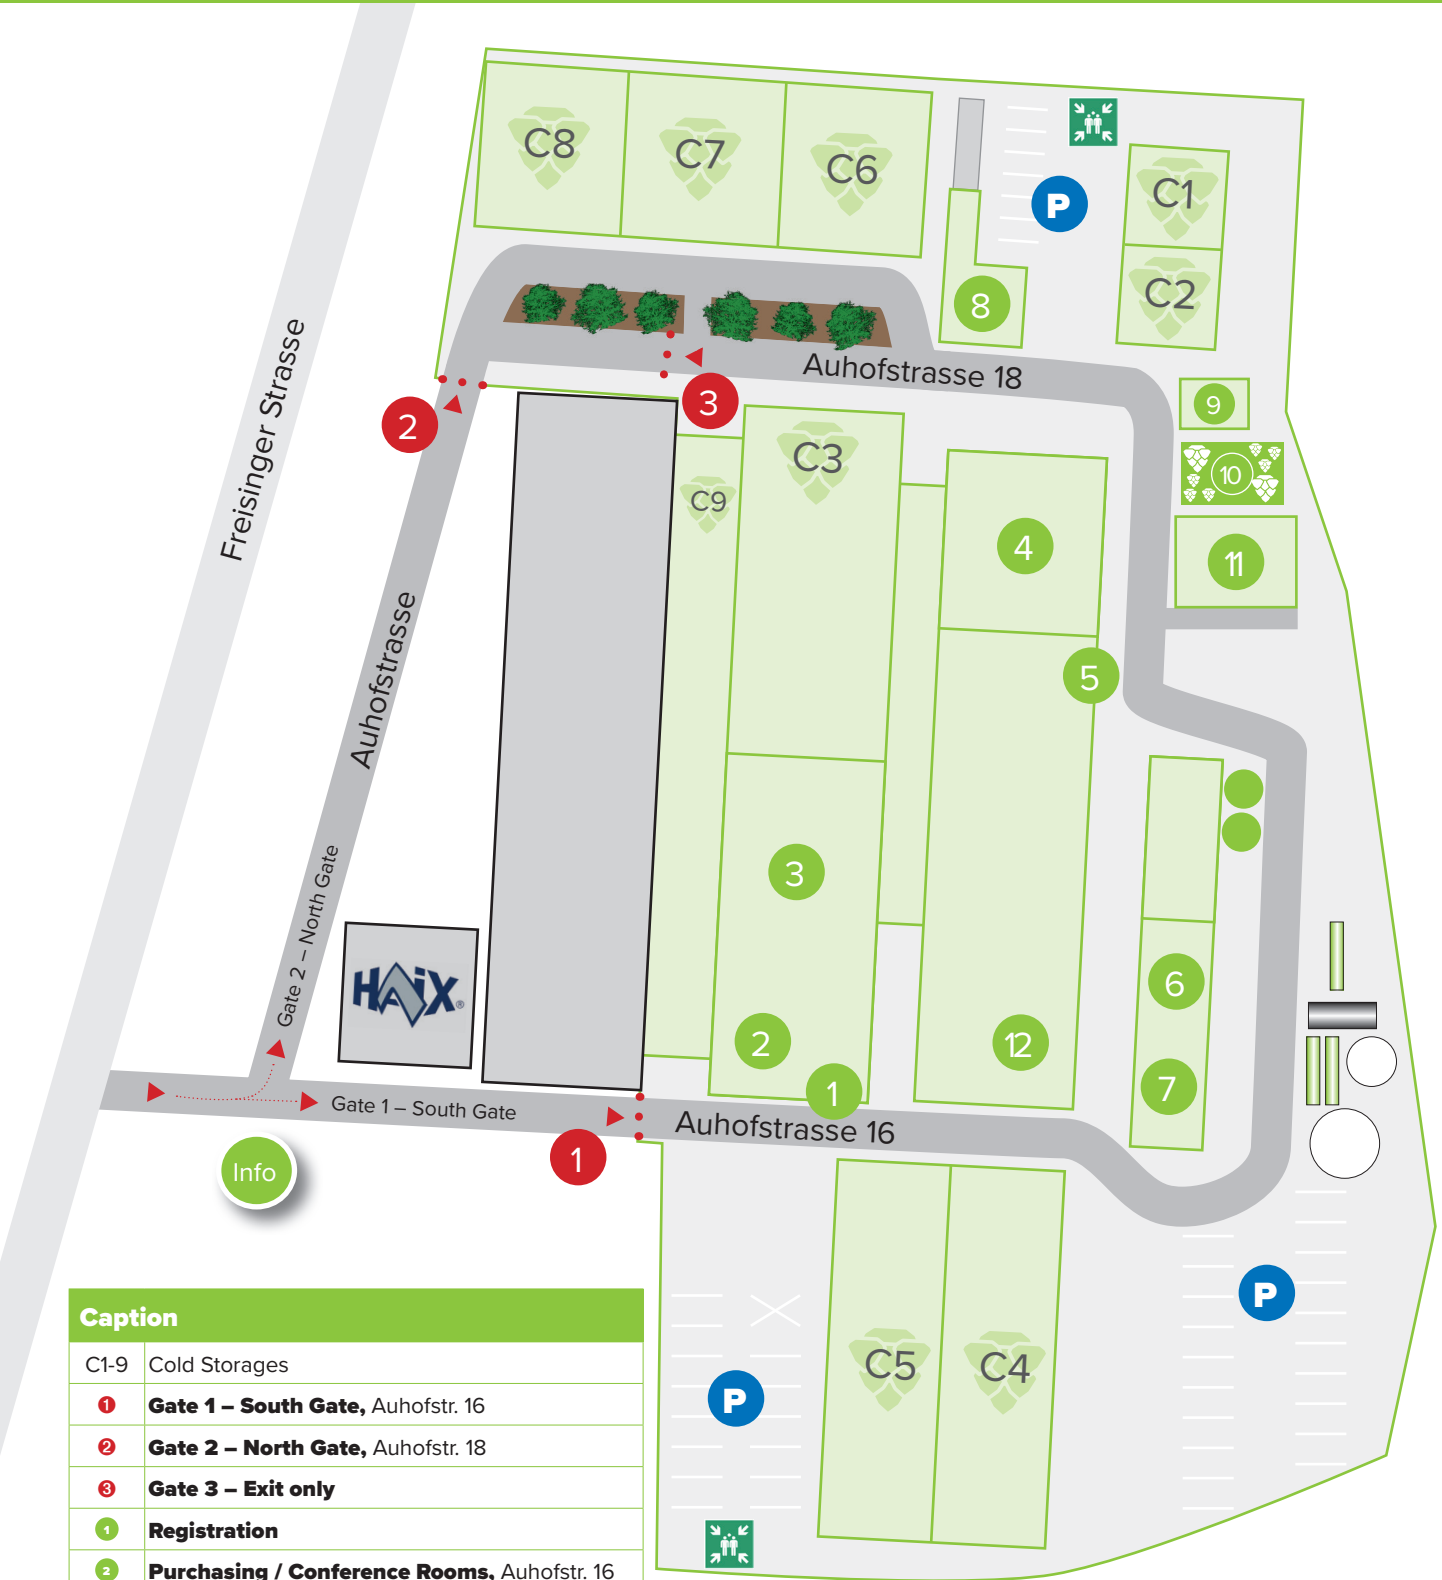 C8
C7
C6
C1
C2
P
8
Auhofstrasse 18
3
2
9
10
11
C3
C9
4
5
Freisinger Strasse
Auhofstrasse
Gate 2 – North Gate
3
HAIX®
6
2
12
7
1
Gate 1 – South Gate
Auhofstrasse 16
1
Info
P
C5
C4
P
Caption
C1-9 Cold Storages
1 Gate 1 – South Gate, Auhofstr. 16
2 Gate 2 – North Gate, Auhofstr. 18
3 Gate 3 – Exit only
1 Registration
2 Purchasing / Conference Rooms, Auhofstr. 16